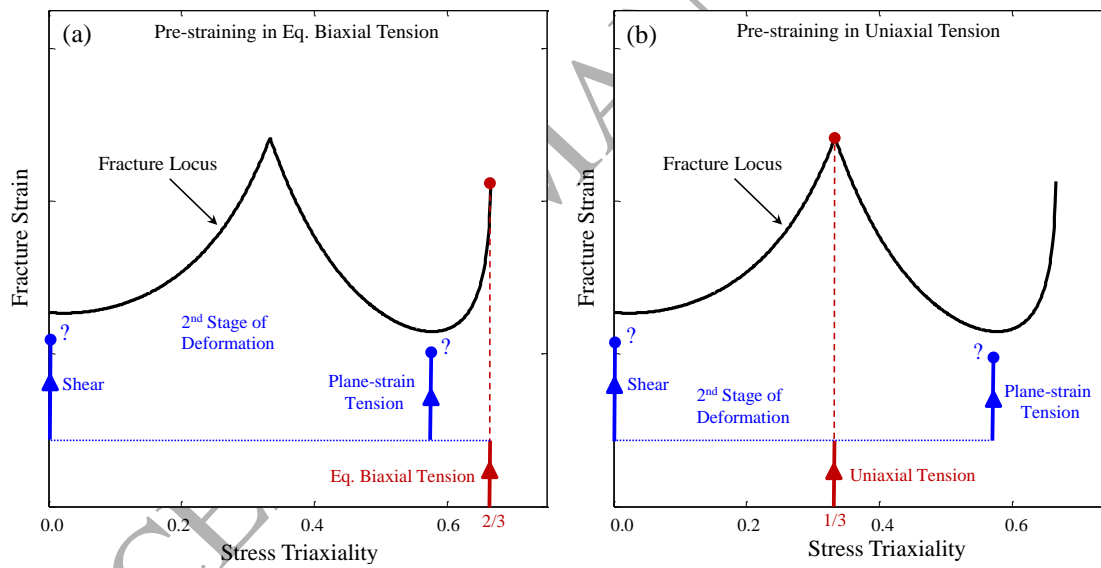 (a)
Pre-straining in Eq. Biaxial Tension
Fracture Locus
Fracture Strain
2nd Stage of
Deformation
?
?
Shear
Plane-strain
Tension
Eq. Biaxial Tension
0.0
0.2
0.4
0.6
2/3
Stress Triaxiality
(b)
Pre-straining in Uniaxial Tension
Fracture Locus
Fracture Strain
?
?
Shear
2nd Stage of
Deformation
Plane-strain
Tension
Uniaxial Tension
0.0
0.2
1/3
0.4
0.6
Stress Triaxiality